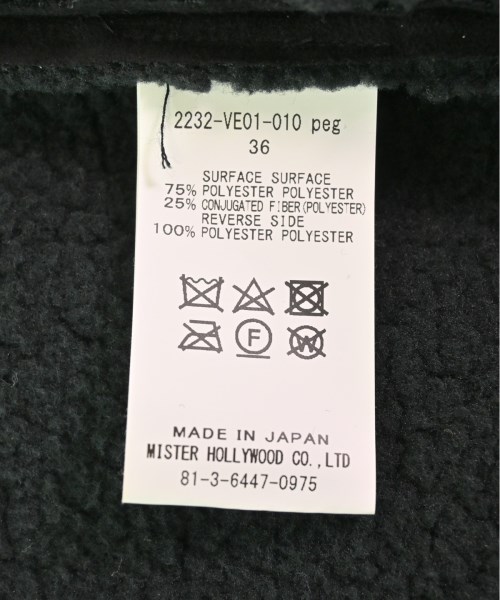 2232-VE01-010 peg
36
SURFACE SURFACE
75% POLYESTER POLYESTER
25% CONJUGATED FIBER(POLYESTER)
REVERSE SIDE
100% POLYESTER POLYESTER
F W
MADE IN JAPAN
MISTER HOLLYWOOD CO.,LTD
81-3-6447-0975